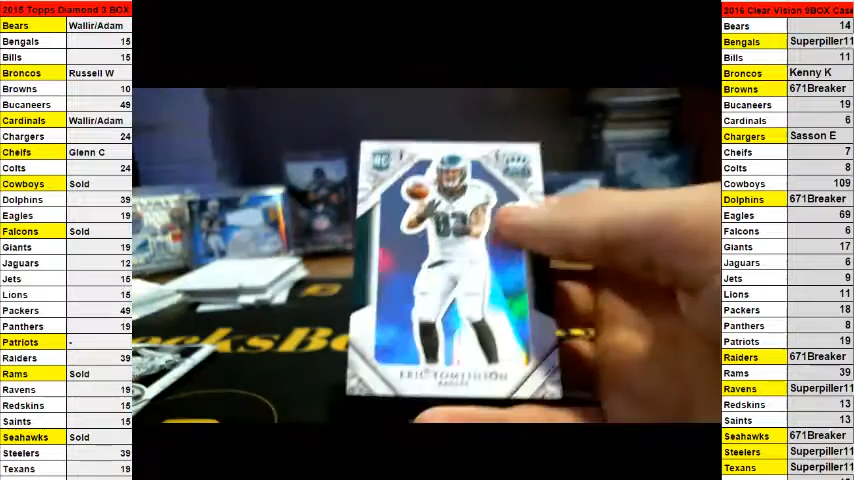 2015 Topps Diamond 3 BOX
Bears Wallir/Adam
Bengals 15
Bills 15
Broncos Russell W
Browns 10
Bucaneers 49
Cardinals Wallir/Adam
Chargers 24
Cheifs Glenn C
Colts 24
Cowboys Sold
Dolphins 39
Eagles 19
Falcons Sold
Giants 19
Jaguars 12
Jets 15
Lions 15
Packers 49
Panthers 19
Patriots -
Raiders 39
Rams Sold
Ravens 19
Redskins 15
Saints 15
Seahawks Sold
Steelers 39
Texans 19
RC
83
ERIC TOMLINSON
EAGLES
2016 Clear Vision 9BOX Case
Bears 14
Bengals Superpiller11
Bills 11
Broncos Kenny K
Browns 671Breaker
Bucaneers 19
Cardinals 6
Chargers Sasson E
Cheifs 7
Colts 8
Cowboys 109
Dolphins 671Breaker
Eagles 69
Falcons 6
Giants 17
Jaguars 6
Jets 9
Lions 11
Packers 18
Panthers 8
Patriots 19
Raiders 671Breaker
Rams 39
Ravens Superpiller11
Redskins 13
Saints 13
Seahawks 671Breaker
Steelers Superpiller11
Texans Superpiller11